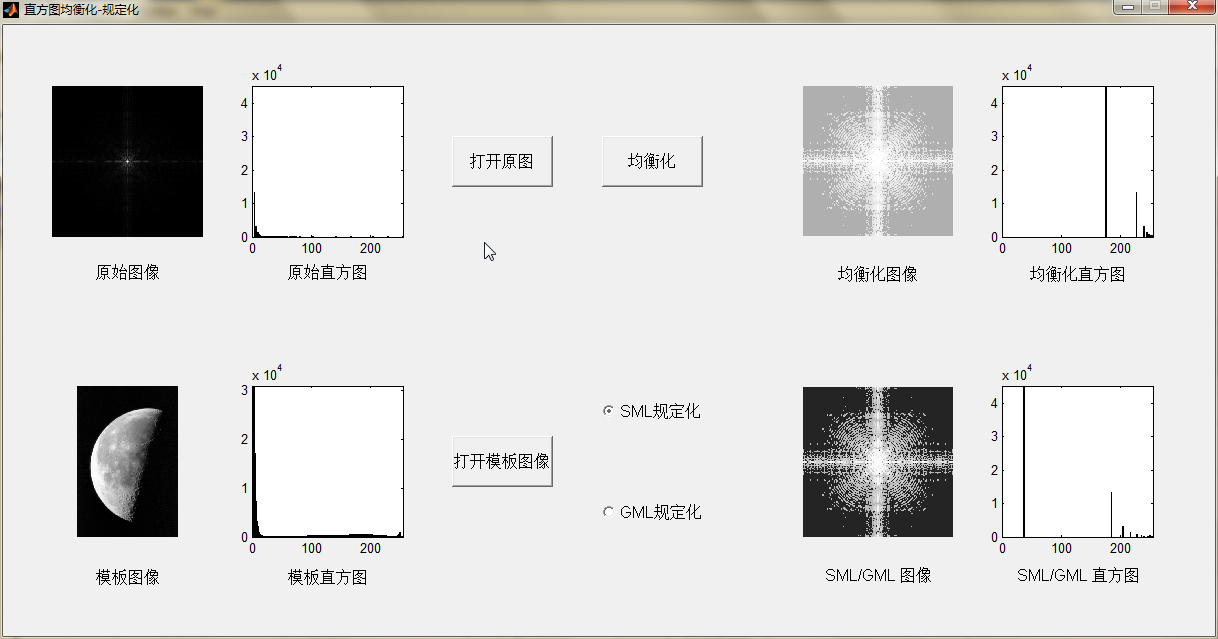 直方图均衡化-规定化
x 10^4
4
3
2
1
0
0 100 200
原始图像
原始直方图
打开原图
均衡化
x 10^4
4
3
2
1
0
0 100 200
均衡化图像
均衡化直方图
x 10^4
3
2
1
0
0 100 200
模板图像
模板直方图
打开模板图像
SML规定化
GML规定化
x 10^4
4
3
2
1
0
0 100 200
SML/GML 图像
SML/GML 直方图